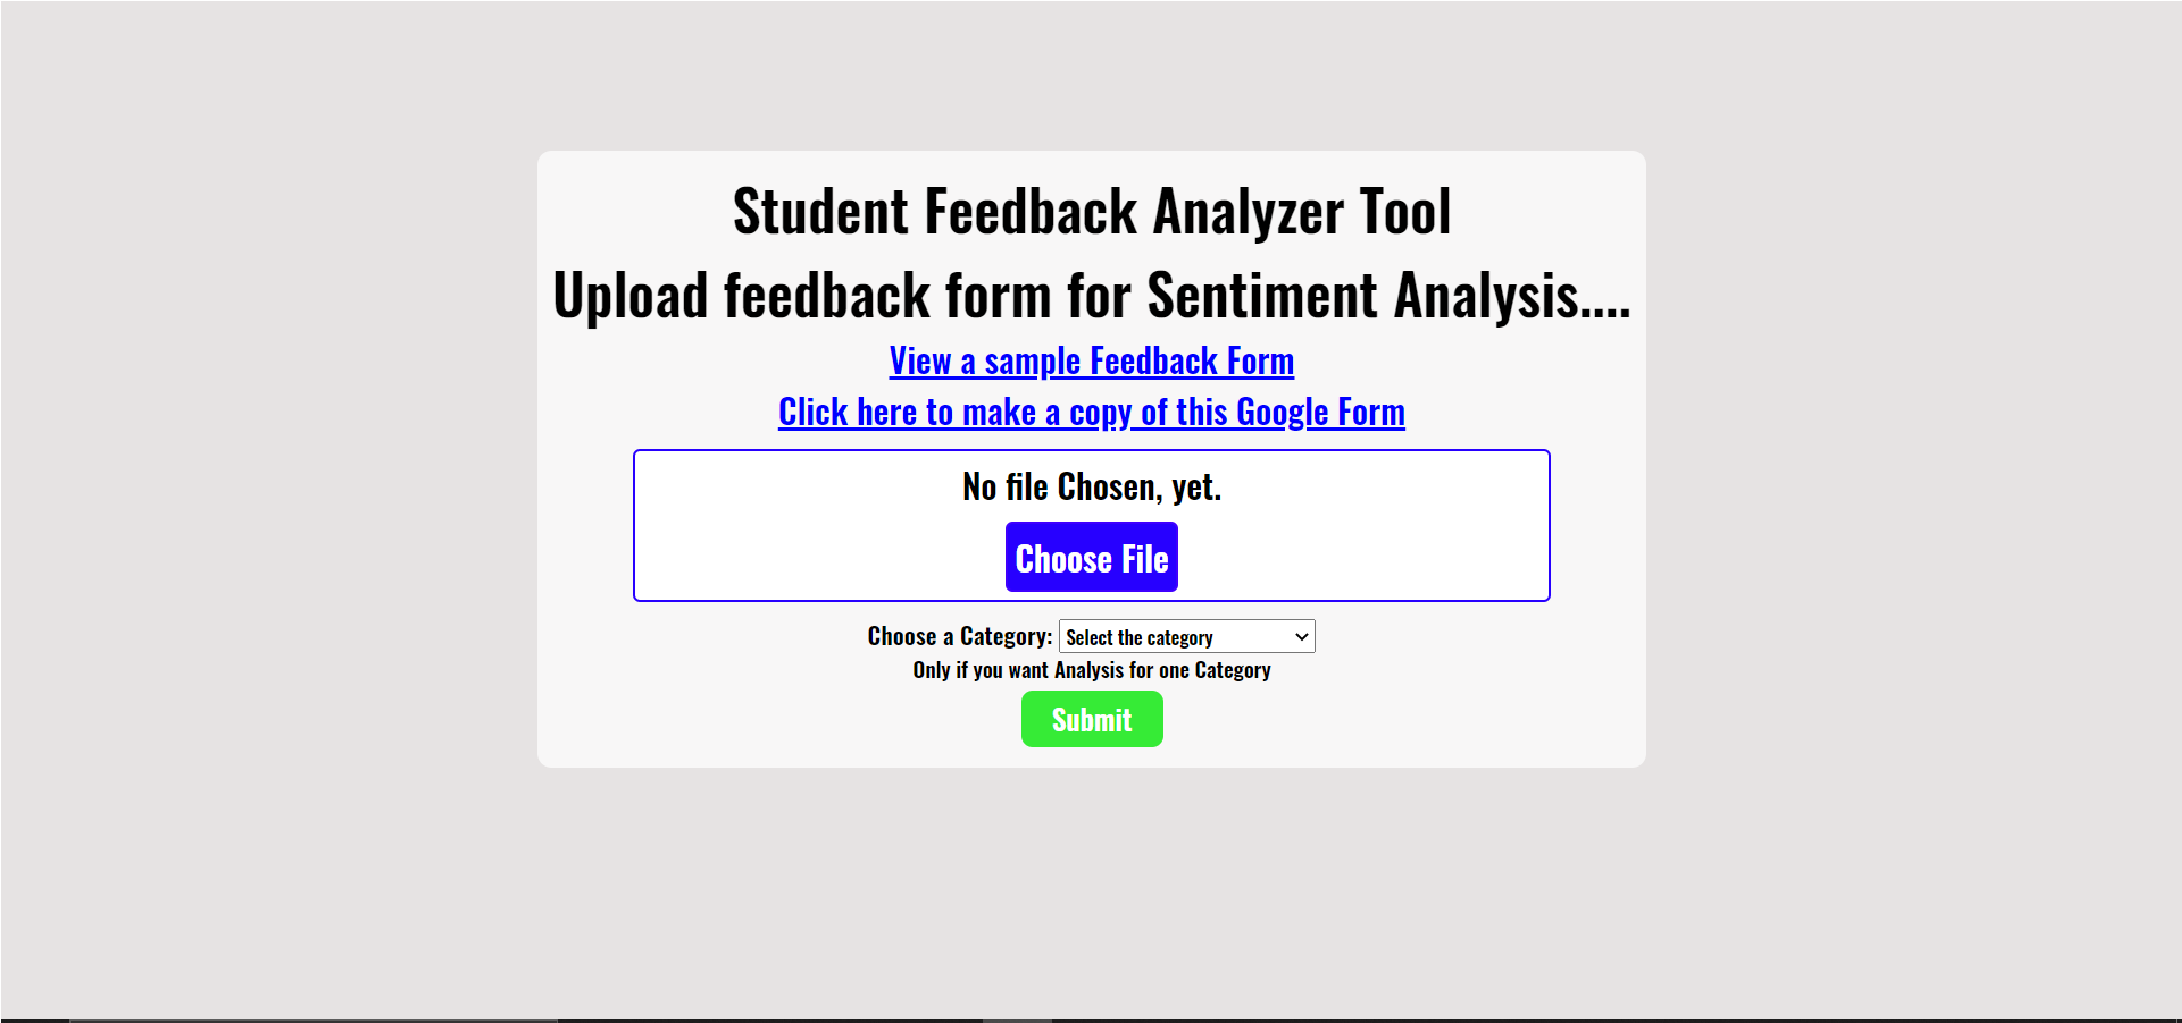 Student Feedback Analyzer Tool
Upload feedback form for Sentiment Analysis....
View a sample Feedback Form
Click here to make a copy of this Google Form
No file Chosen, yet.
Choose File
Choose a Category: Select the category
Only if you want Analysis for one Category
Submit